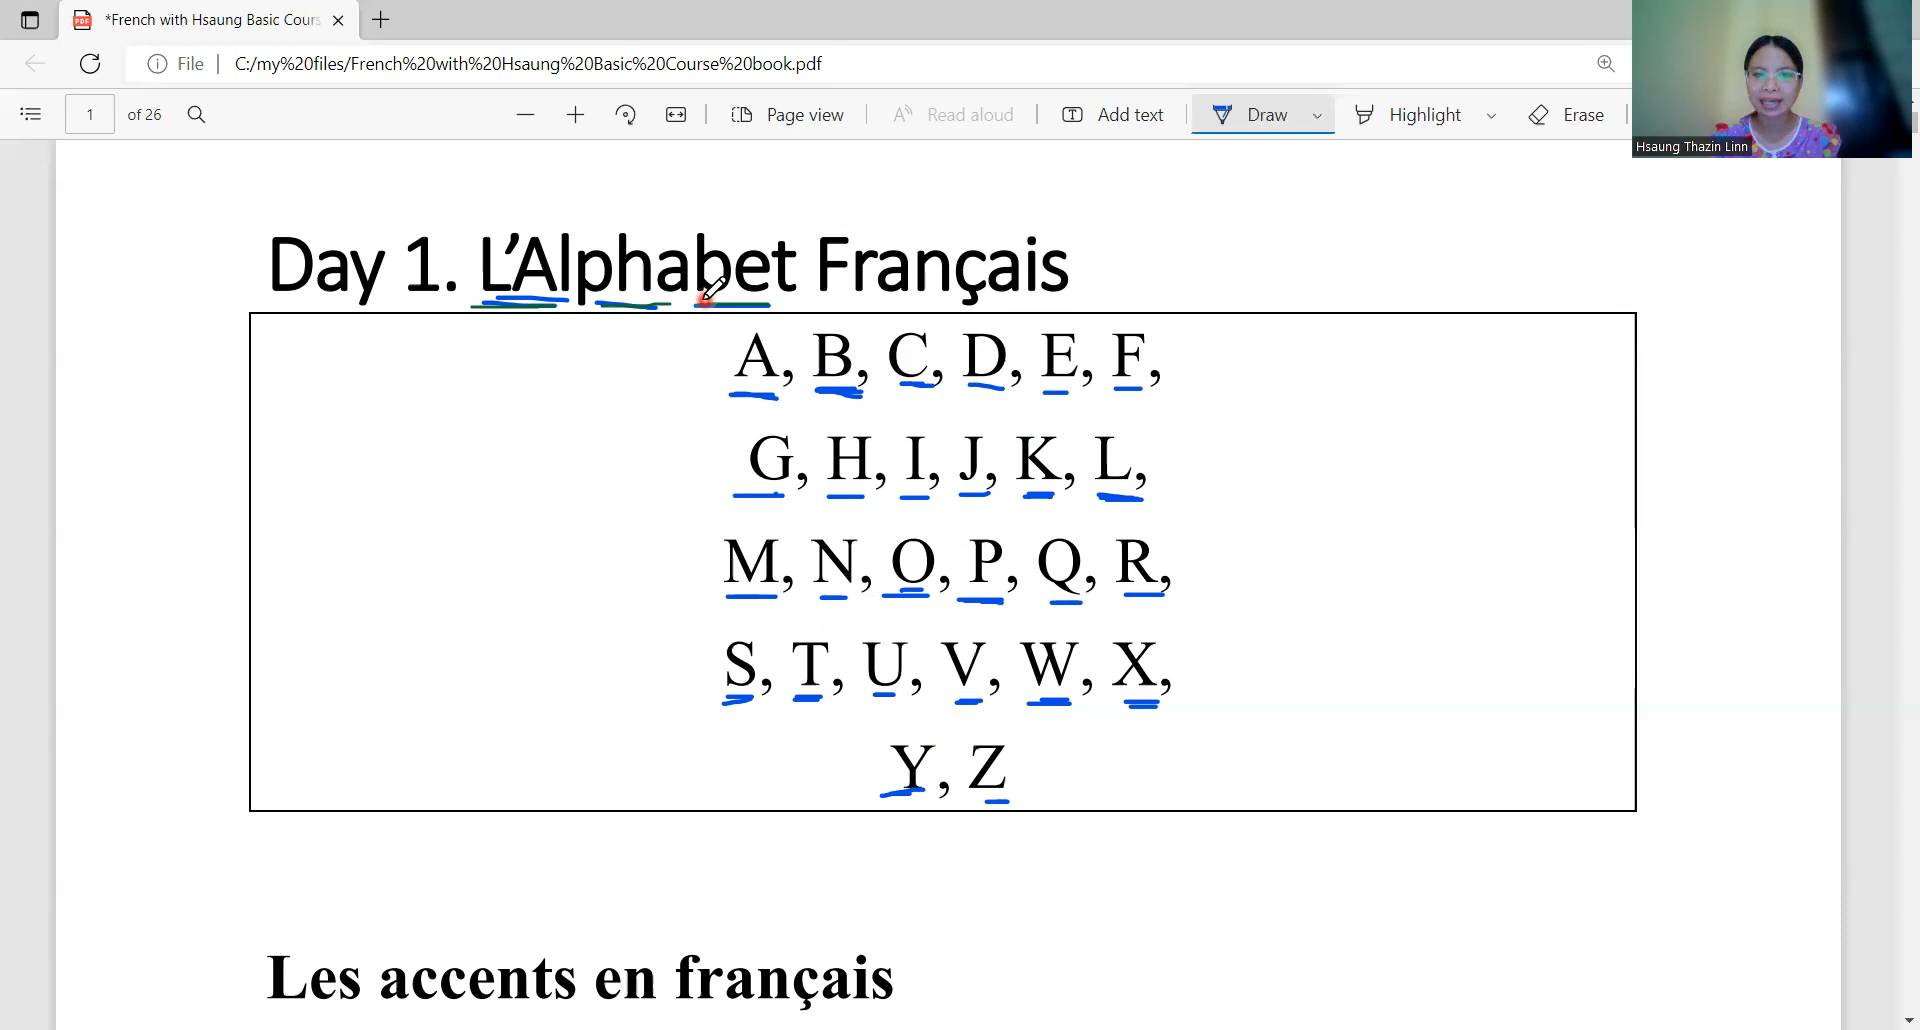 *French with Hsaung Basic Cours
File
C:/my%20files/French%20with%20Hsaung%20Basic%20Course%20book.pdf
1 of 26
Page view
Read aloud
Add text
Draw
Highlight
Erase
Hsaung Thazin Linn
Day 1. L’Alphabet Français
A, B, C, D, E, F,
G, H, I, J, K, L,
M, N, O, P, Q, R,
S, T, U, V, W, X,
Y, Z
Les accents en français